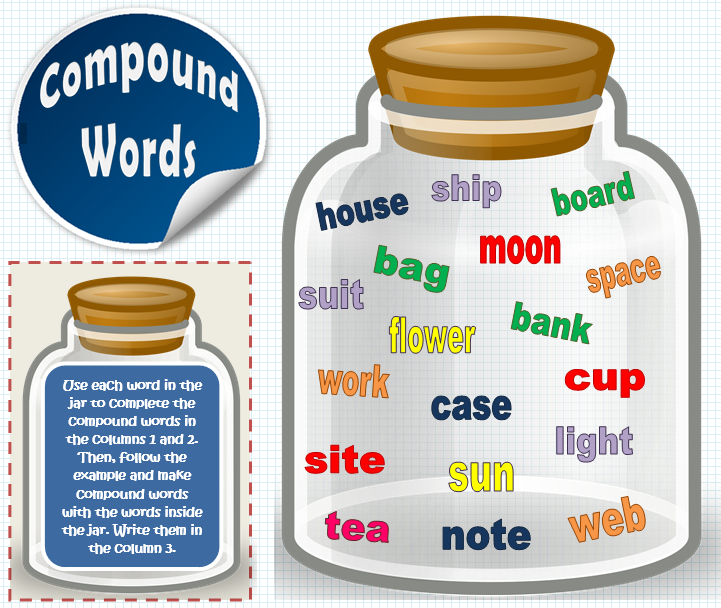 Compound
Words
Use each word in the
jar to Complete the
Compound words in
the Columns 1 and 2.
Then, follow the
example and make
Compound words
with the words inside
the jar. Write them in
the Column 3.
house
ship
board
bag
moon
space
suit
flower
bank
work
case
cup
light
site
sun
tea
note
web